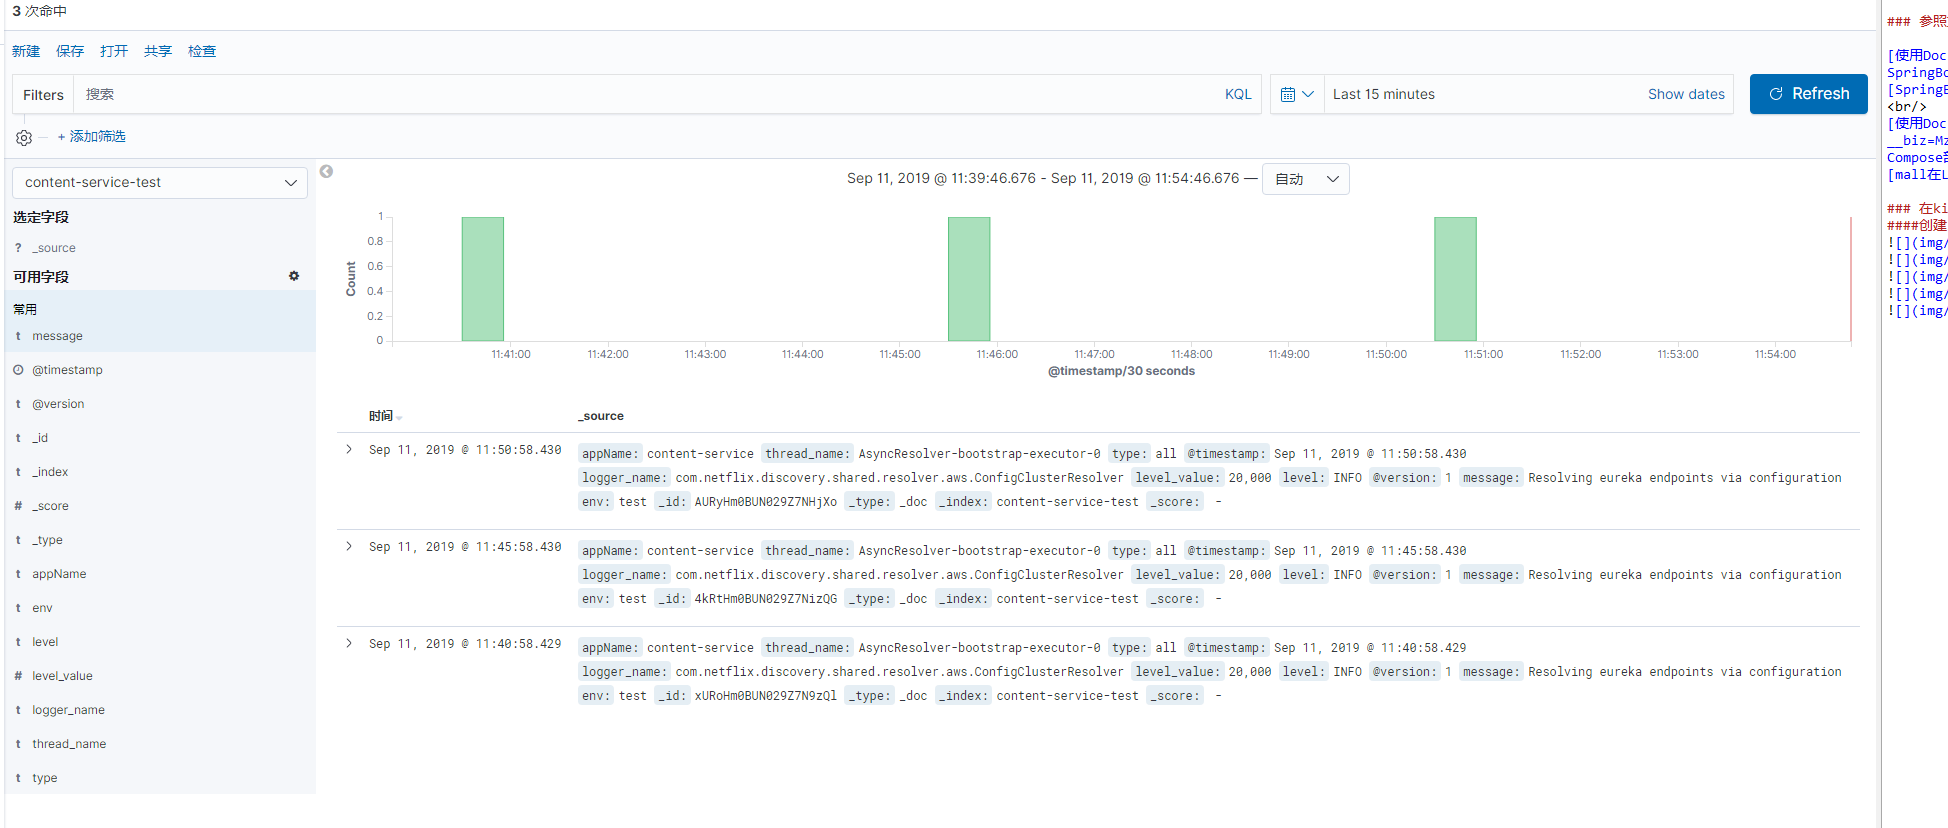 3 次命中
新建 保存 打开 共享 检查
Filters 搜索 KQL Last 15 minutes Show dates Refresh
+ 添加筛选
content-service-test
选定字段
? _source
可用字段
常用
t message
@timestamp
t @version
t _id
t _index
# _score
t _type
t appName
t env
t level
# level_value
t logger_name
t thread_name
t type
Sep 11, 2019 @ 11:39:46.676 - Sep 11, 2019 @ 11:54:46.676 — 自动
Count
1
0.8
0.6
0.4
0.2
0
11:41:00 11:42:00 11:43:00 11:44:00 11:45:00 11:46:00 11:47:00 11:48:00 11:49:00 11:50:00 11:51:00 11:52:00 11:53:00 11:54:00
@timestamp/30 seconds
时间 _source
Sep 11, 2019 @ 11:50:58.430 appName: content-service thread_name: AsyncResolver-bootstrap-executor-0 type: all @timestamp: Sep 11, 2019 @ 11:50:58.430
logger_name: com.netflix.discovery.shared.resolver.aws.ConfigClusterResolver level_value: 20,000 level: INFO @version: 1 message: Resolving eureka endpoints via configuration
env: test _id: AURyHm0BUN029Z7NHjXo _type: _doc _index: content-service-test _score: -
Sep 11, 2019 @ 11:45:58.430 appName: content-service thread_name: AsyncResolver-bootstrap-executor-0 type: all @timestamp: Sep 11, 2019 @ 11:45:58.430
logger_name: com.netflix.discovery.shared.resolver.aws.ConfigClusterResolver level_value: 20,000 level: INFO @version: 1 message: Resolving eureka endpoints via configuration
env: test _id: 4kRtHm0BUN029Z7NizQG _type: _doc _index: content-service-test _score: -
Sep 11, 2019 @ 11:40:58.429 appName: content-service thread_name: AsyncResolver-bootstrap-executor-0 type: all @timestamp: Sep 11, 2019 @ 11:40:58.429
logger_name: com.netflix.discovery.shared.resolver.aws.ConfigClusterResolver level_value: 20,000 level: INFO @version: 1 message: Resolving eureka endpoints via configuration
env: test _id: xURoHm0BUN029Z7N9zQl _type: _doc _index: content-service-test _score: -
### 参照
[使用Doc
SpringBo
[SpringB
<br/>
[使用Doc
__biz=Mz
Compose
[mall在L
### 在ki
####创建
![](img/
![](img/
![](img/
![](img/
![](img/